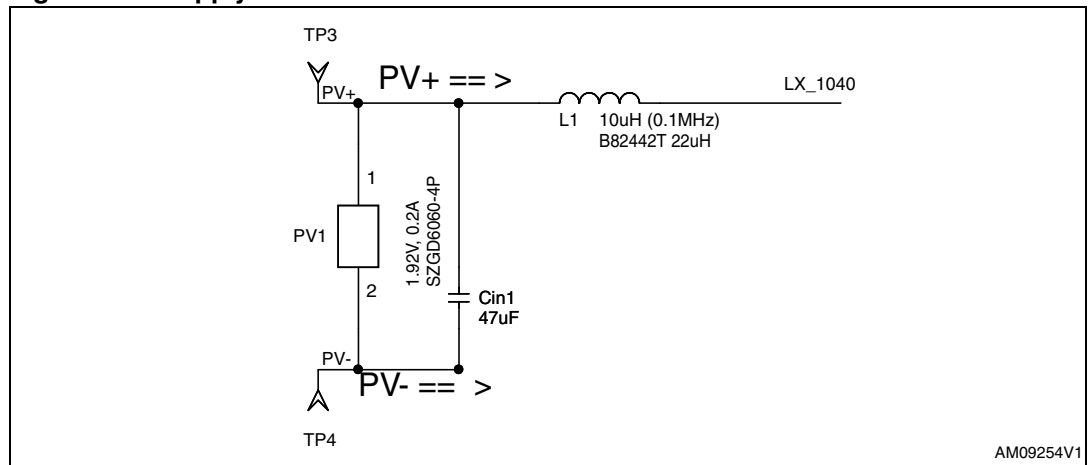 TP3
PV+ == >
LX_1040
PV+
L1 10uH (0.1MHz)
B82442T 22uH
1
PV1
1.92V, 0.2A
SZGD6060-4P
2
Cin1
47uF
PV-
PV- == >
TP4
AM09254V1